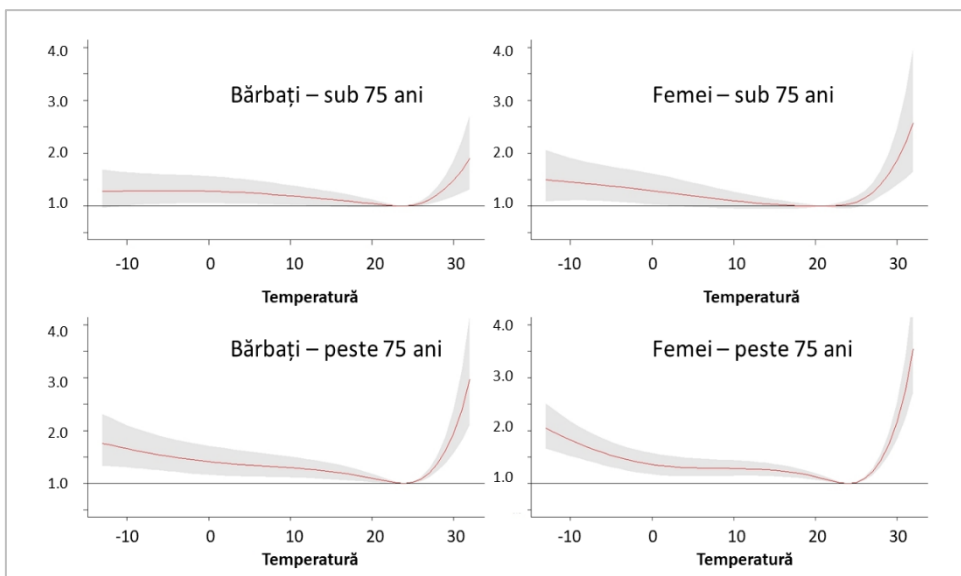 4.0
3.0
2.0
1.0
Bărbați – sub 75 ani
-10 0 10 20 30
Temperatură
4.0
3.0
2.0
1.0
Femei – sub 75 ani
-10 0 10 20 30
Temperatură
4.0
3.0
2.0
1.0
Bărbați – peste 75 ani
-10 0 10 20 30
Temperatură
4.0
3.0
2.0
1.0
Femei – peste 75 ani
-10 0 10 20 30
Temperatură